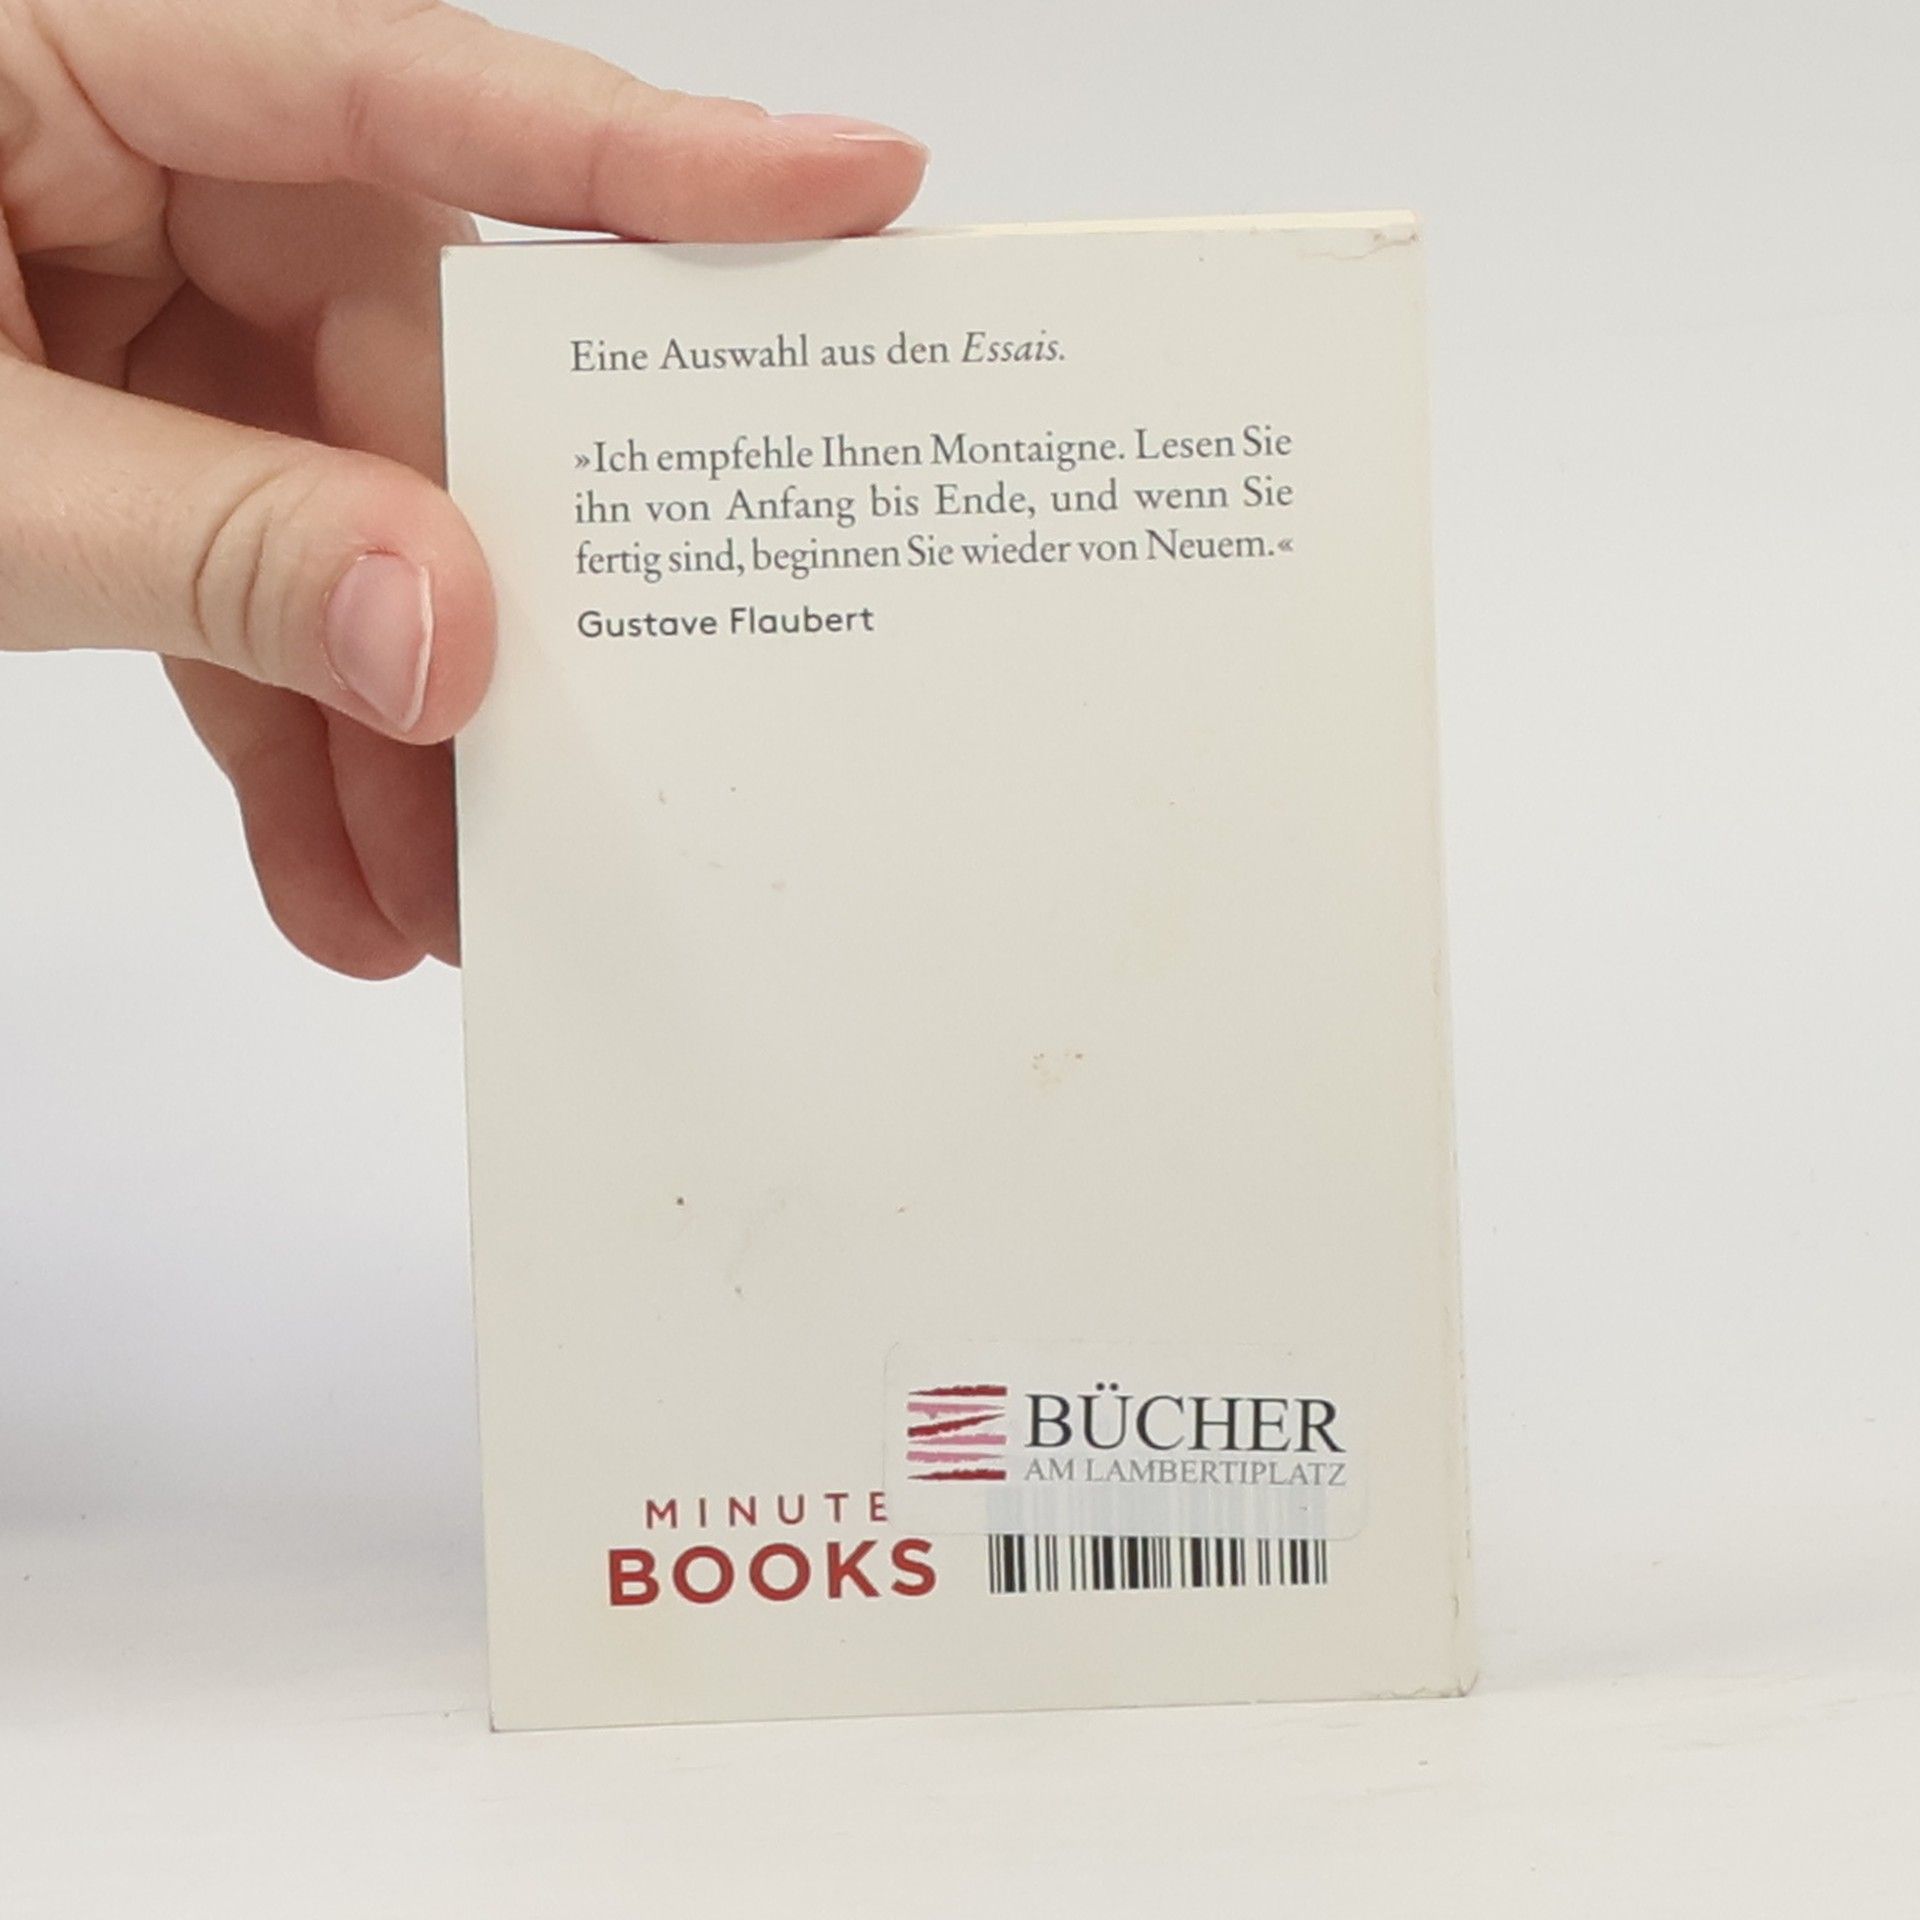 Eine Auswahl aus den Essais.
»Ich empfehle Ihnen Montaigne. Lesen Sie
ihn von Anfang bis Ende, und wenn Sie
fertig sind, beginnen Sie wieder von Neuem.«
Gustave Flaubert
BÜCHER
AM LAMBERTIPLATZ
MINUTE
BOOKS